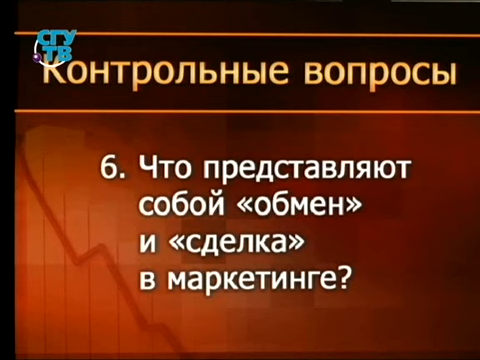 СГУ
ТВ
Контрольные вопросы
6. Что представляют
собой «обмен»
и «сделка»
в маркетинге?